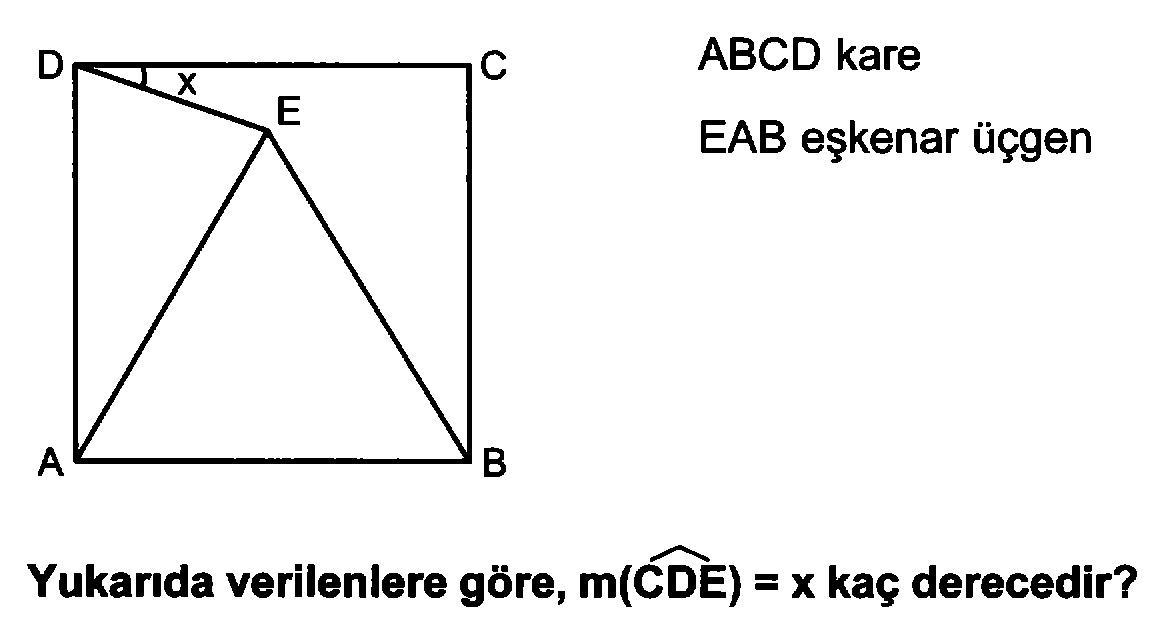 ABCD kare
D
C
x
E
EAB eşkenar üçgen
A
B
Yukarıda verilenlere göre, m(CDE) = x kaç derecedir?